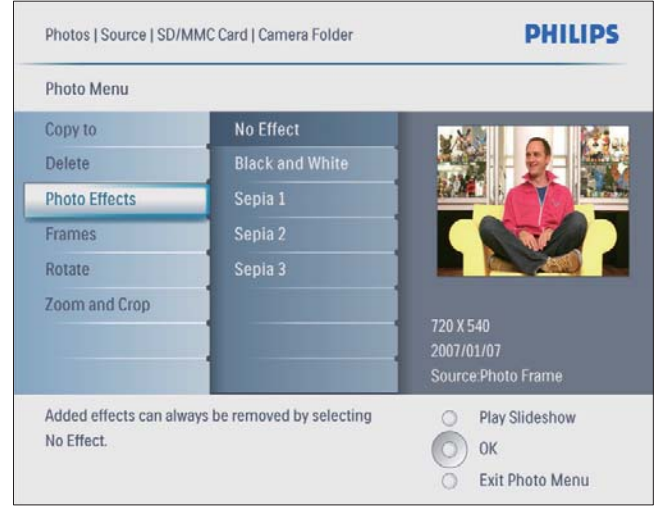 Photos | Source | SD/MMC Card | Camera Folder
PHILIPS
Photo Menu
Copy to
Delete
Photo Effects
Frames
Rotate
Zoom and Crop
No Effect
Black and White
Sepia 1
Sepia 2
Sepia 3
720 X 540
2007/01/07
Source:Photo Frame
Added effects can always be removed by selecting
No Effect.
Play Slideshow
OK
Exit Photo Menu